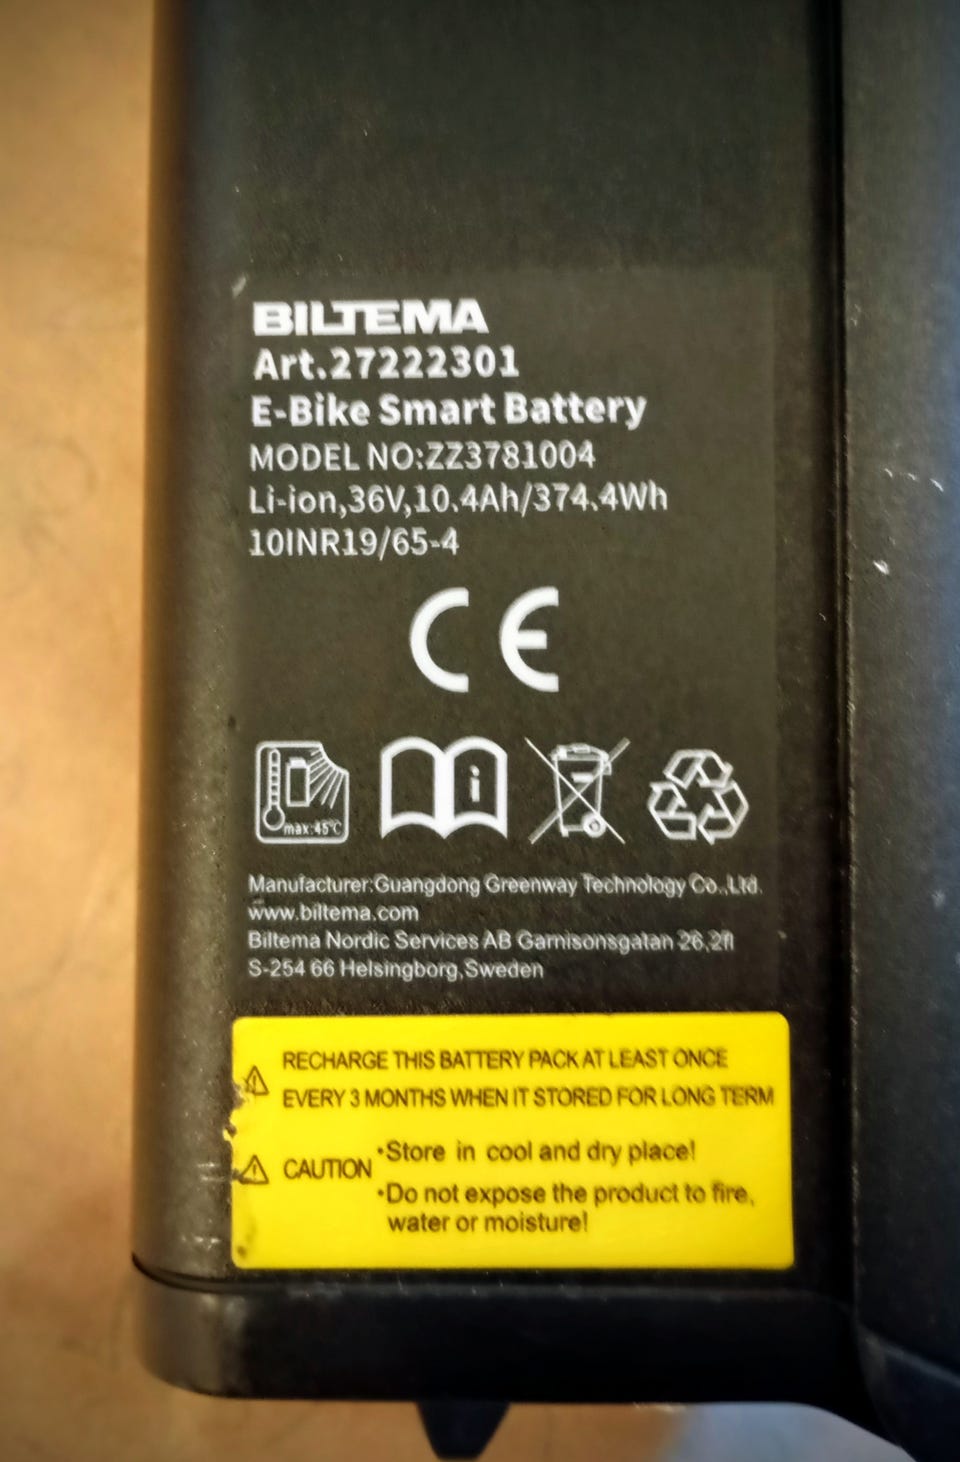 BILTEMA
Art.27222301
E-Bike Smart Battery
MODEL NO:ZZ3781004
Li-ion,36V,10.4Ah/374.4Wh
10INR19/65-4
CE
max:45℃
i
Manufacturer:Guangdong Greenway Technology Co.,Ltd.
www.biltema.com
Biltema Nordic Services AB Garnisonsgatan 26,2fl
S-254 66 Helsingborg,Sweden
RECHARGE THIS BATTERY PACK AT LEAST ONCE
EVERY 3 MONTHS WHEN IT STORED FOR LONG TERM
CAUTION •Store in cool and dry place!
•Do not expose the product to fire,
water or moisture!